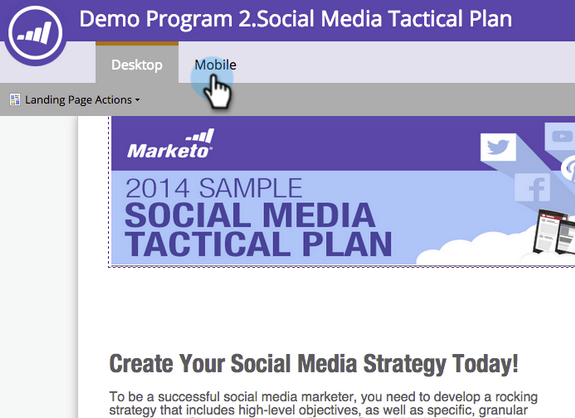 Demo Program 2.Social Media Tactical Plan
Desktop
Mobile
Landing Page Actions
Marketo
2014 SAMPLE
SOCIAL MEDIA
TACTICAL PLAN
Create Your Social Media Strategy Today!
To be a successful social media marketer, you need to develop a rocking
strategy that includes high-level objectives, as well as specific, granular